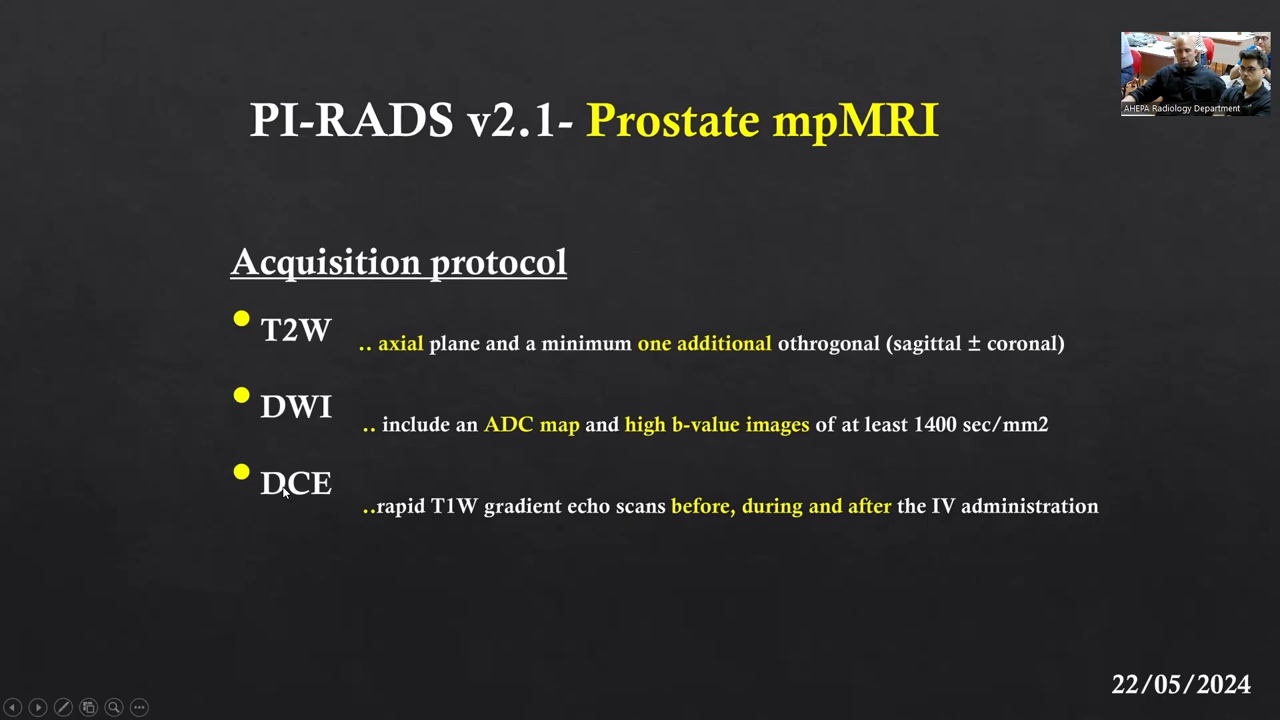 AHEPA Radiology Department
PI-RADS v2.1- Prostate mpMRI
Acquisition protocol
T2W
.. axial plane and a minimum one additional othrogonal (sagittal ± coronal)
DWI
.. include an ADC map and high b-value images of at least 1400 sec/mm2
DCE
..rapid T1W gradient echo scans before, during and after the IV administration
22/05/2024